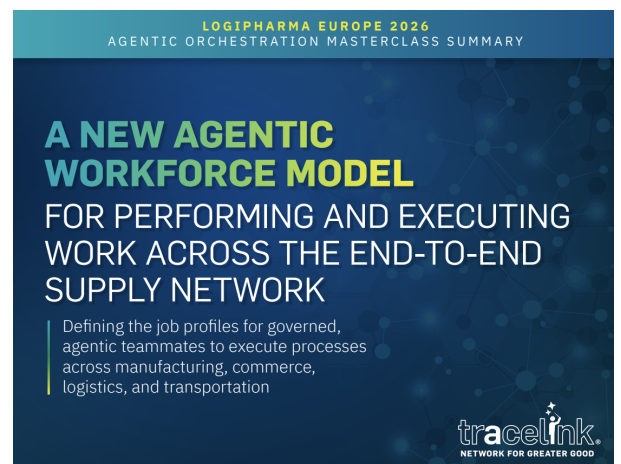 LOGIPHARMA EUROPE 2026
AGENTIC ORCHESTRATION MASTERCLASS SUMMARY
A NEW AGENTIC
WORKFORCE MODEL
FOR PERFORMING AND EXECUTING
WORK ACROSS THE END-TO-END
SUPPLY NETWORK
Defining the job profiles for governed,
agentic teammates to execute processes
across manufacturing, commerce,
logistics, and transportation
tracelink®
NETWORK FOR GREATER GOOD